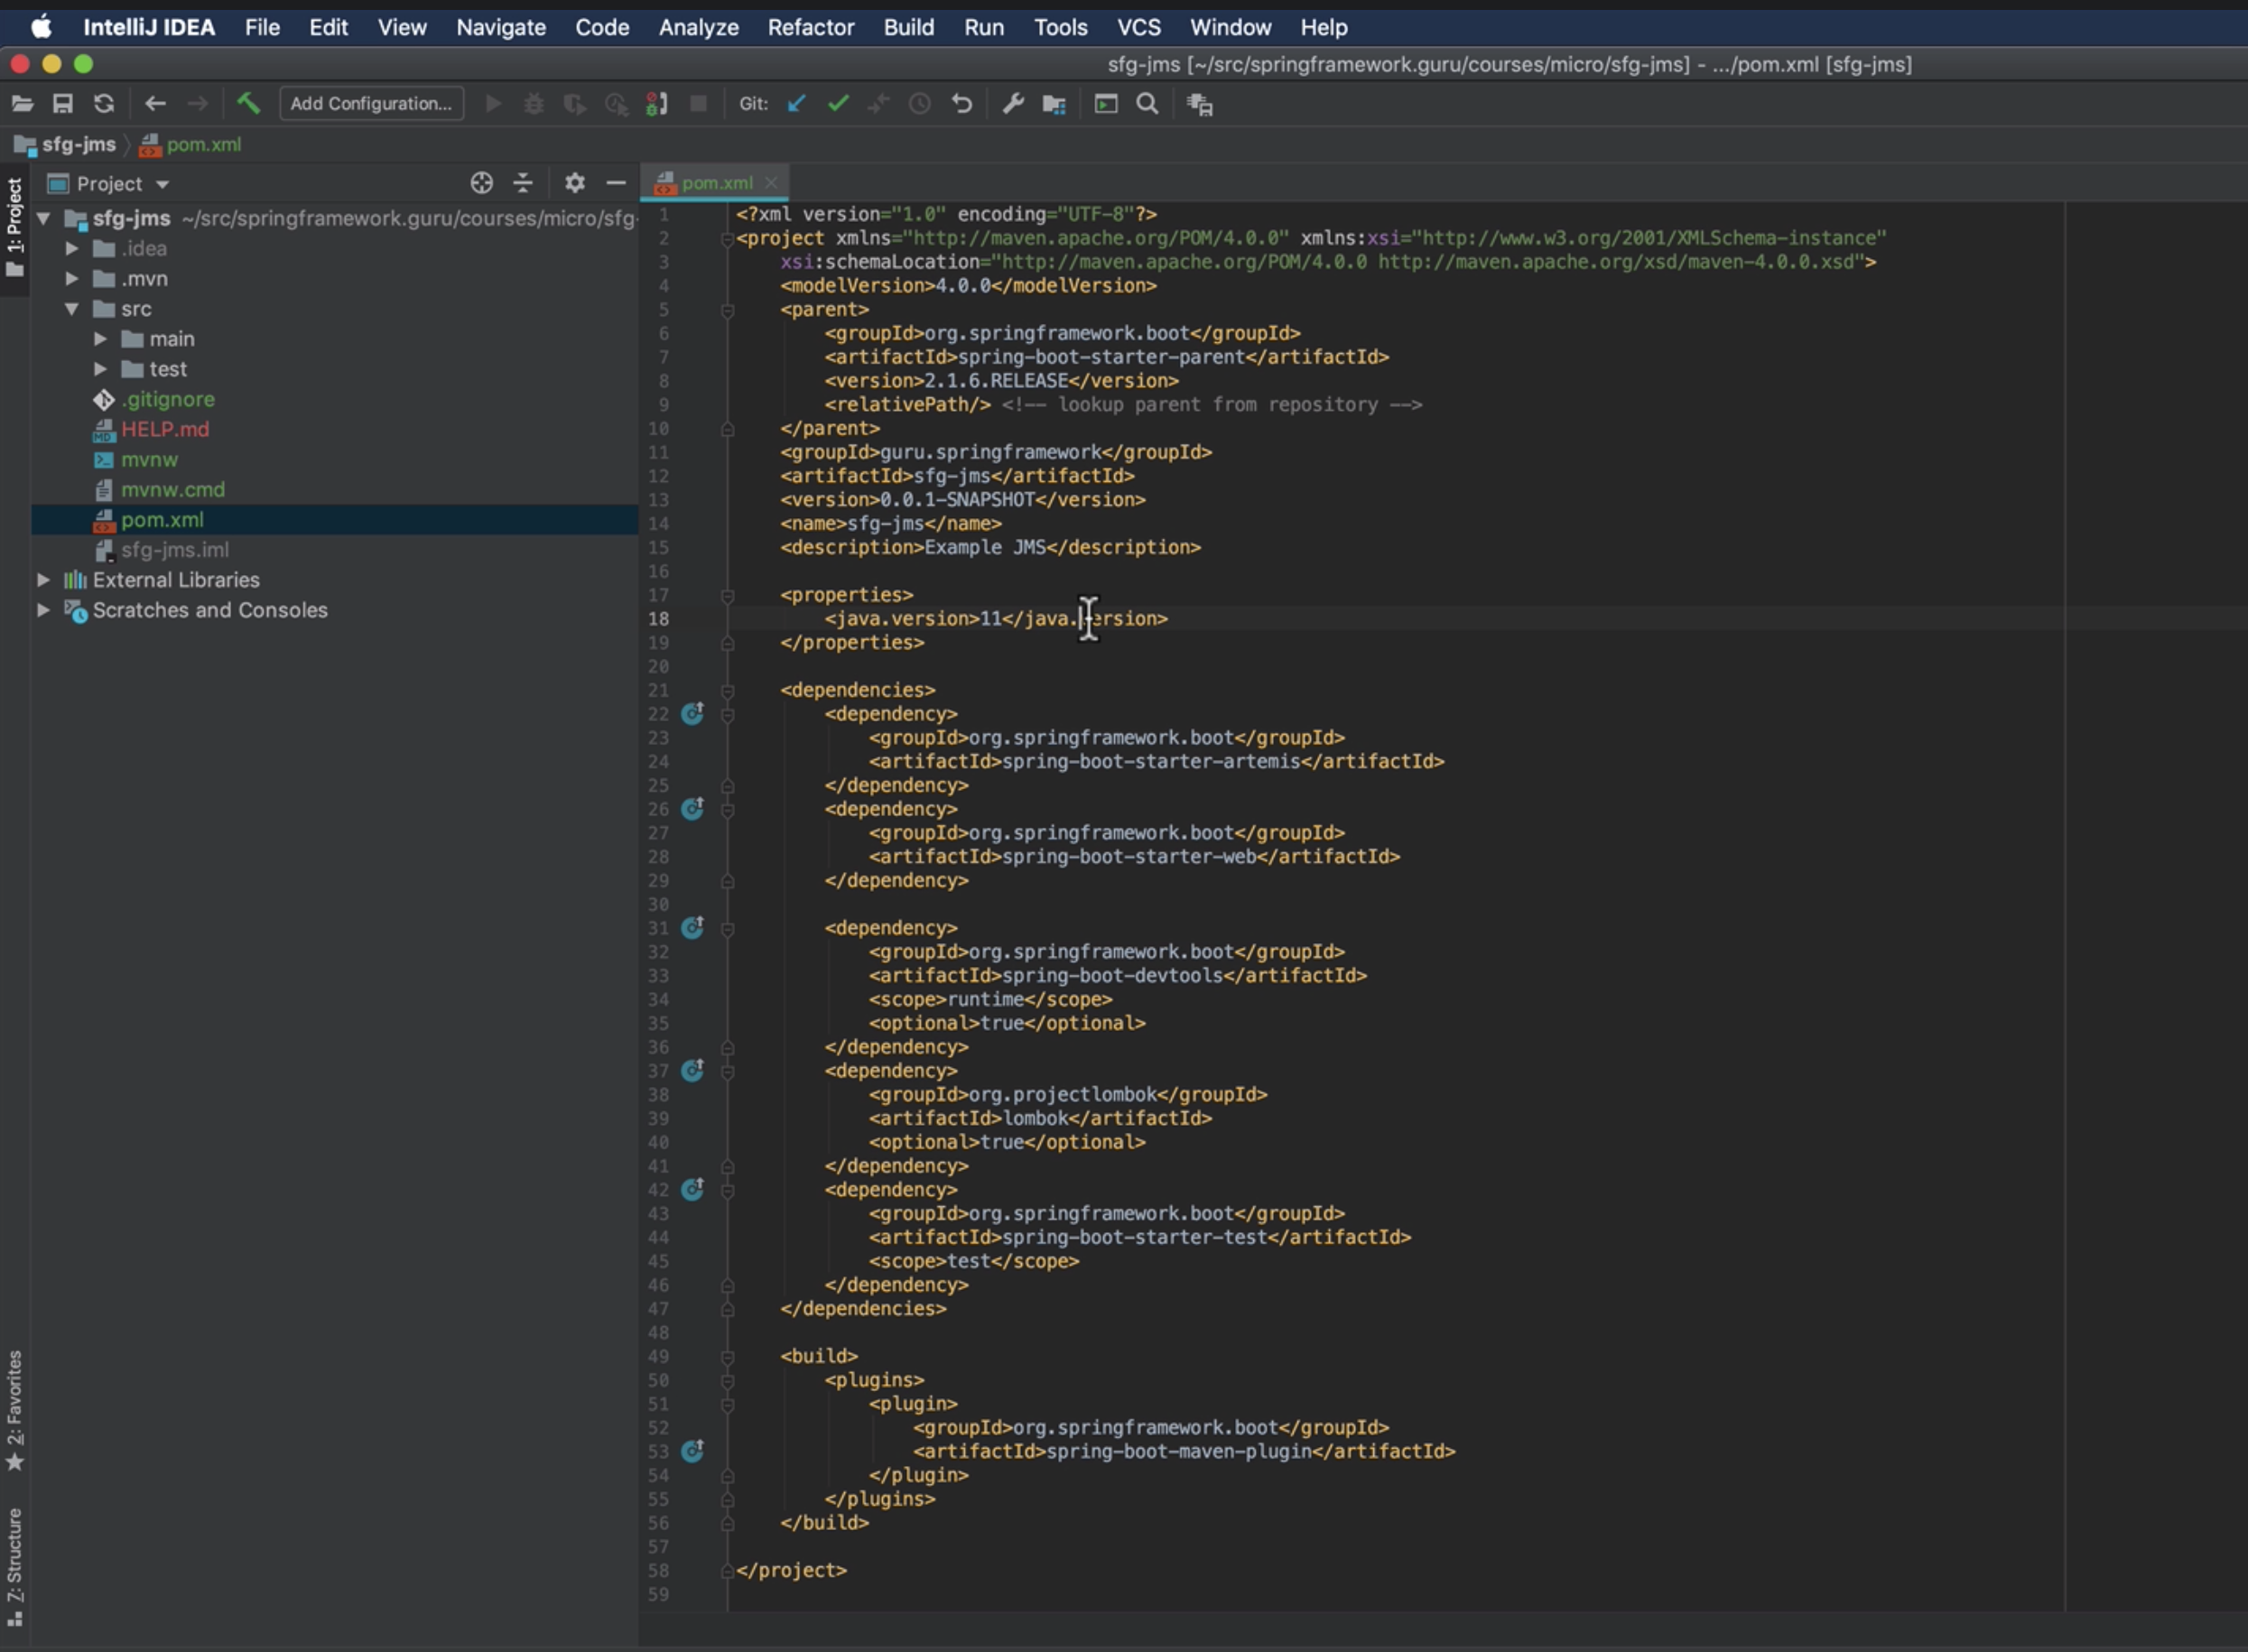 IntelliJ IDEA File Edit View Navigate Code Analyze Refactor Build Run Tools VCS Window Help
sfg-jms [~/src/springframework.guru/courses/micro/sfg-jms] - .../pom.xml [sfg-jms]
Add Configuration... Git:
sfg-jms pom.xml
1: Project
Project
sfg-jms ~/src/springframework.guru/courses/micro/sfg-
.idea
.mvn
src
main
test
.gitignore
HELP.md
mvnw
mvnw.cmd
pom.xml
sfg-jms.iml
External Libraries
Scratches and Consoles
2: Favorites
7: Structure
pom.xml
1 <?xml version="1.0" encoding="UTF-8"?>
2 <project xmlns="http://maven.apache.org/POM/4.0.0" xmlns:xsi="http://www.w3.org/2001/XMLSchema-instance"
3 xsi:schemaLocation="http://maven.apache.org/POM/4.0.0 http://maven.apache.org/xsd/maven-4.0.0.xsd">
4 <modelVersion>4.0.0</modelVersion>
5 <parent>
6 <groupId>org.springframework.boot</groupId>
7 <artifactId>spring-boot-starter-parent</artifactId>
8 <version>2.1.6.RELEASE</version>
9 <relativePath/> <!-- lookup parent from repository -->
10 </parent>
11 <groupId>guru.springframework</groupId>
12 <artifactId>sfg-jms</artifactId>
13 <version>0.0.1-SNAPSHOT</version>
14 <name>sfg-jms</name>
15 <description>Example JMS</description>
16
17 <properties>
18 <java.version>11</java.version>
19 </properties>
20
21 <dependencies>
22 <dependency>
23 <groupId>org.springframework.boot</groupId>
24 <artifactId>spring-boot-starter-artemis</artifactId>
25 </dependency>
26 <dependency>
27 <groupId>org.springframework.boot</groupId>
28 <artifactId>spring-boot-starter-web</artifactId>
29 </dependency>
30
31 <dependency>
32 <groupId>org.springframework.boot</groupId>
33 <artifactId>spring-boot-devtools</artifactId>
34 <scope>runtime</scope>
35 <optional>true</optional>
36 </dependency>
37 <dependency>
38 <groupId>org.projectlombok</groupId>
39 <artifactId>lombok</artifactId>
40 <optional>true</optional>
41 </dependency>
42 <dependency>
43 <groupId>org.springframework.boot</groupId>
44 <artifactId>spring-boot-starter-test</artifactId>
45 <scope>test</scope>
46 </dependency>
47 </dependencies>
48
49 <build>
50 <plugins>
51 <plugin>
52 <groupId>org.springframework.boot</groupId>
53 <artifactId>spring-boot-maven-plugin</artifactId>
54 </plugin>
55 </plugins>
56 </build>
57
58 </project>
59